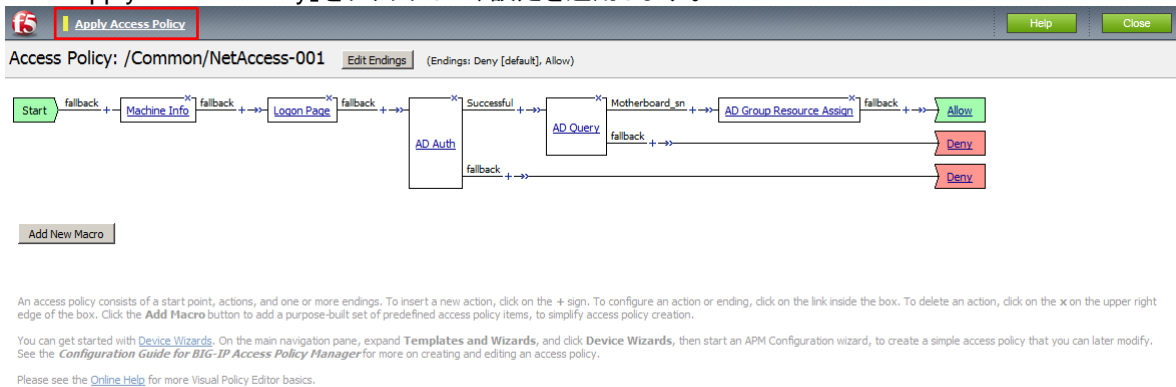 f5 Apply Access Policy Help Close
Access Policy: /Common/NetAccess-001 Edit Endings (Endings: Deny [default], Allow)
Start fallback + Machine Info x fallback +->> Logon Page x fallback +->> AD Auth x Successful +->> AD Query x Motherboard_sn +->> AD Group Resource Assign x fallback +->> Allow
fallback +->> Deny
fallback +->> Deny
Add New Macro
An access policy consists of a start point, actions, and one or more endings. To insert a new action, click on the + sign. To configure an action or ending, click on the link inside the box. To delete an action, click on the x on the upper right
edge of the box. Click the Add Macro button to add a purpose-built set of predefined access policy items, to simplify access policy creation.
You can get started with Device Wizards. On the main navigation pane, expand Templates and Wizards, and click Device Wizards, then start an APM Configuration wizard, to create a simple access policy that you can later modify.
See the Configuration Guide for BIG-IP Access Policy Manager for more on creating and editing an access policy.
Please see the Online Help for more Visual Policy Editor basics.